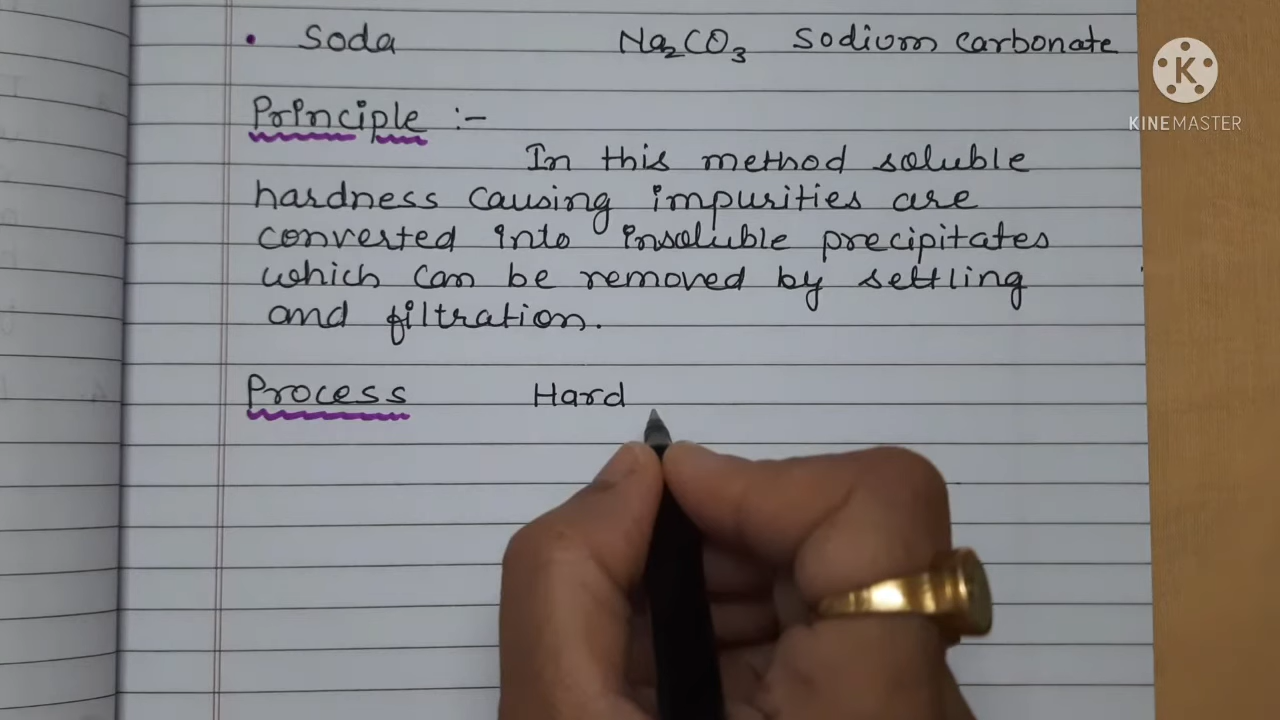 • Soda Na₂CO₃ Sodium carbonate
K
KINEMASTER
Principle :-
In this method soluble
hardness causing impurities are
converted into insoluble precipitates
which can be removed by settling
and filtration.
Process Hard